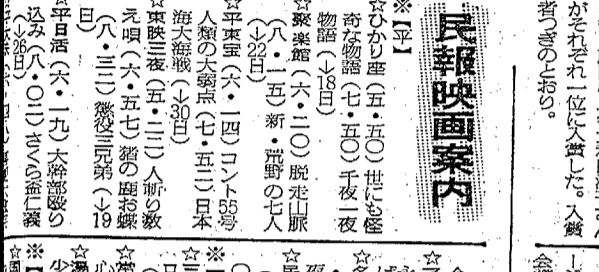 がそれぞれ一位に入賞した。入賞
者つぎのとおり。
民報映画案内
※【平】
☆ひかり座(五・五〇)世にも怪
奇な物語(七・五〇)千夜一夜
物語(↓18日)
☆聚楽館(六・二〇)脱走山脈
(八・一五)新・荒野の七人
(↓22日)
☆平東宝(六・一四)コント55号
人類の大弱点(七・五二)日本
海大海戦(↓30日)
☆東映三夜(五・二二)人斬り数
え唄(六・五七)猪の鹿お蝶
(八・三二)懲役三兄弟(↓19
日)
☆平日活(六・一九)大幹部殴り
込み(八・〇二)さくら盃仁義
(↓26日)